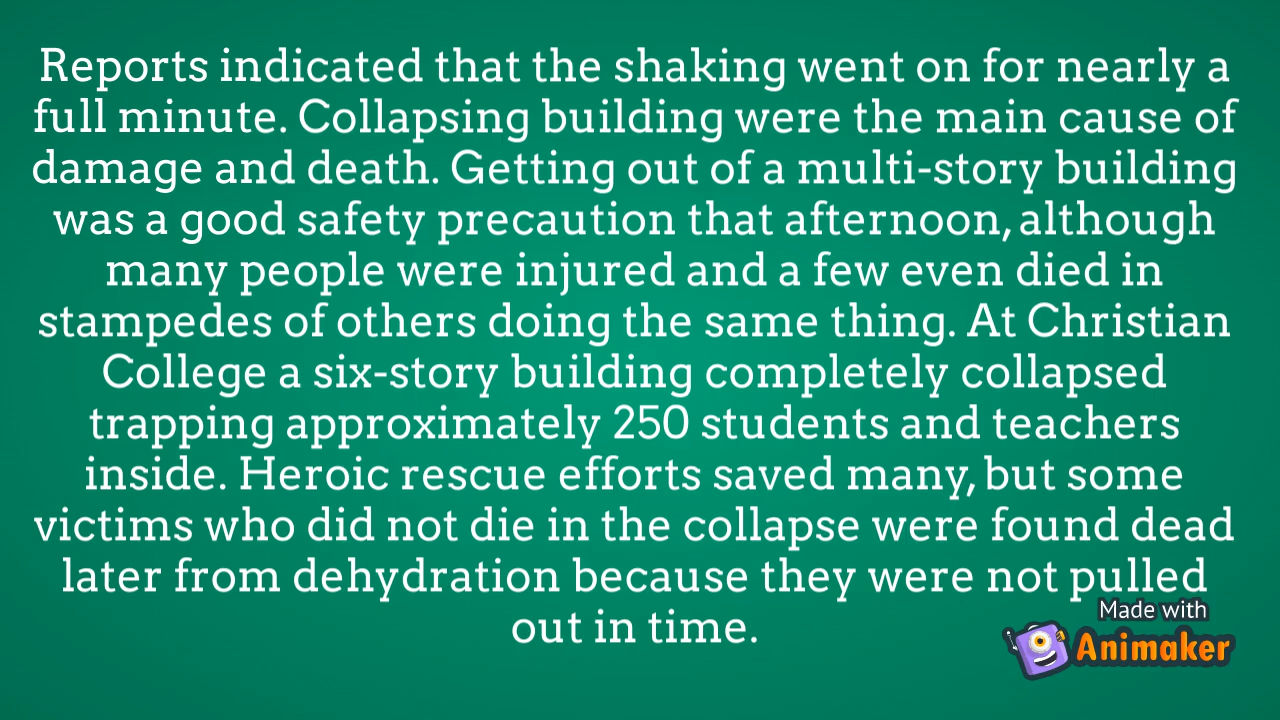 Reports indicated that the shaking went on for nearly a
full minute. Collapsing building were the main cause of
damage and death. Getting out of a multi-story building
was a good safety precaution that afternoon, although
many people were injured and a few even died in
stampedes of others doing the same thing. At Christian
College a six-story building completely collapsed
trapping approximately 250 students and teachers
inside. Heroic rescue efforts saved many, but some
victims who did not die in the collapse were found dead
later from dehydration because they were not pulled
out in time.
Made with
Animaker